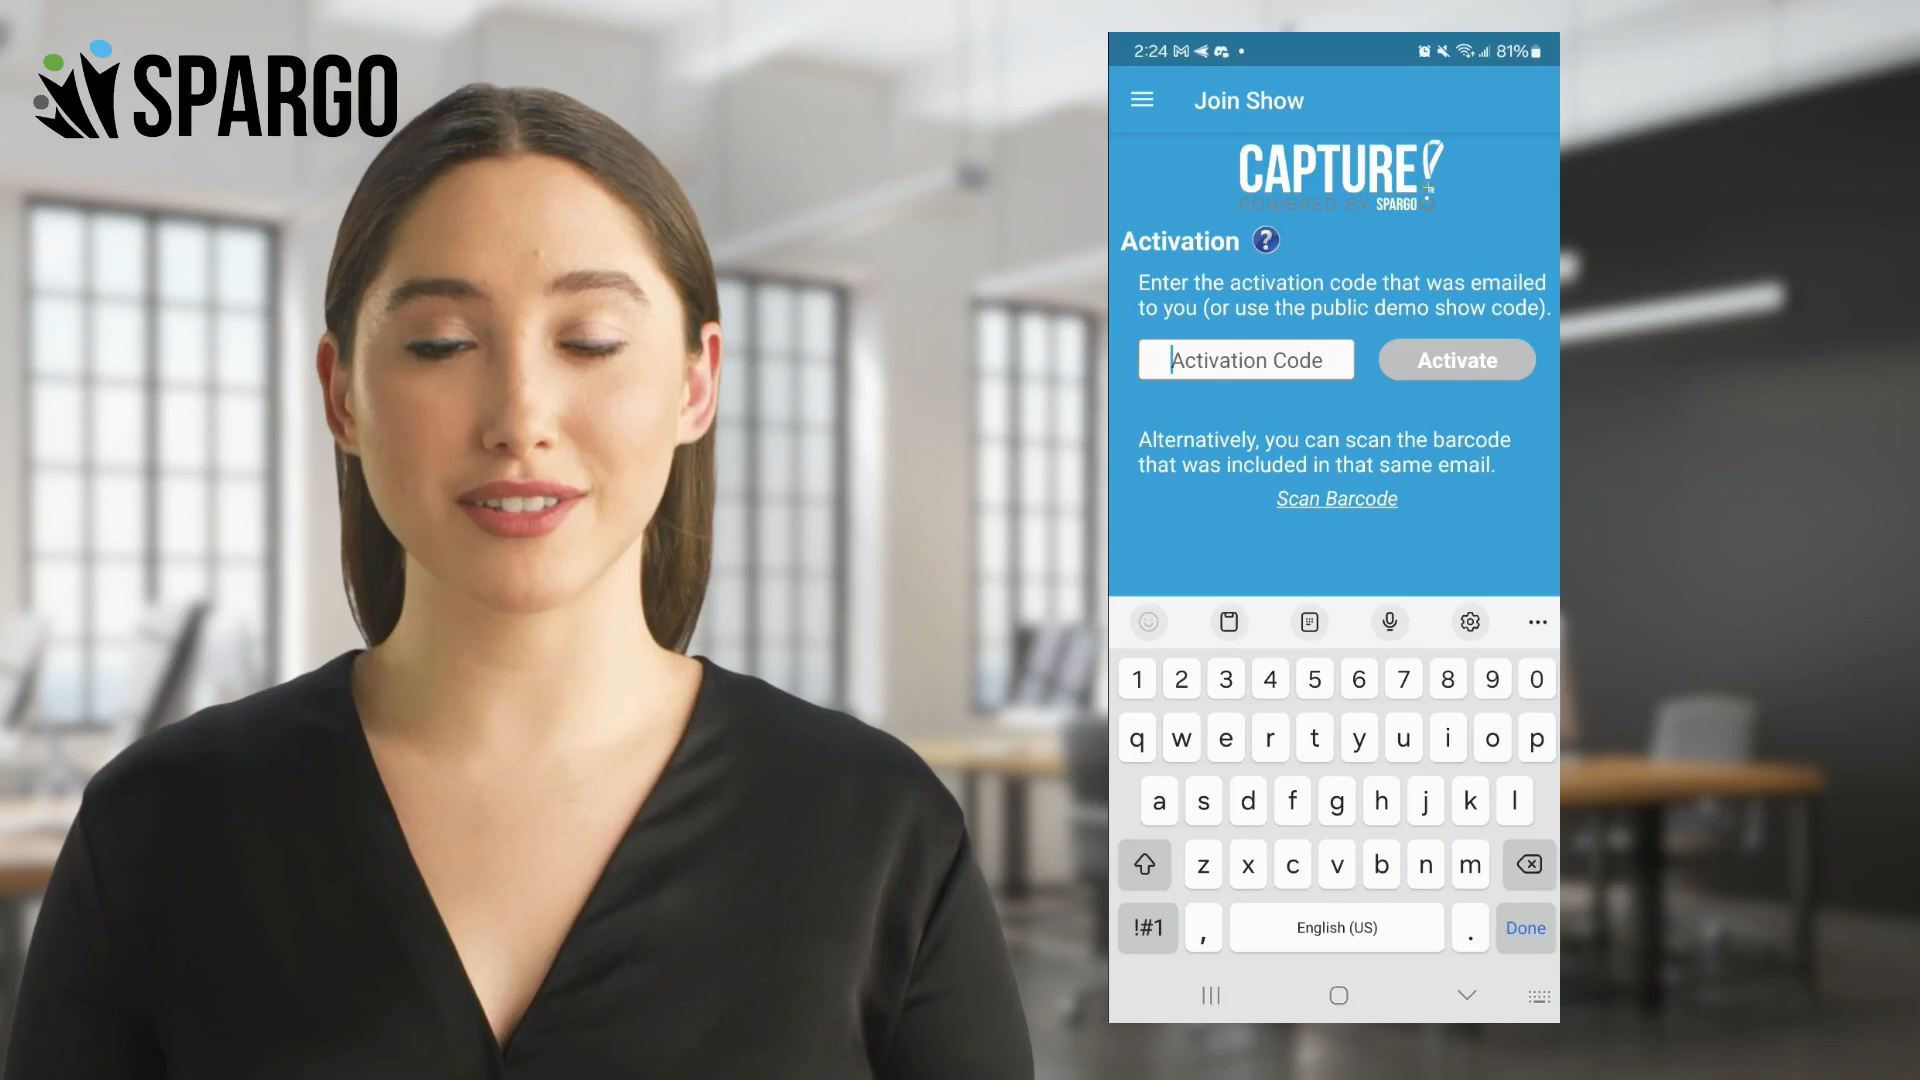 SPARGO
2:24
81%
Join Show
CAPTURE!
POWERED BY SPARGO
Activation ?
Enter the activation code that was emailed
to you (or use the public demo show code).
Activation Code
Activate
Alternatively, you can scan the barcode
that was included in that same email.
Scan Barcode
1 2 3 4 5 6 7 8 9 0
q w e r t y u i o p
a s d f g h j k l
z x c v b n m
!#1 , English (US) . Done